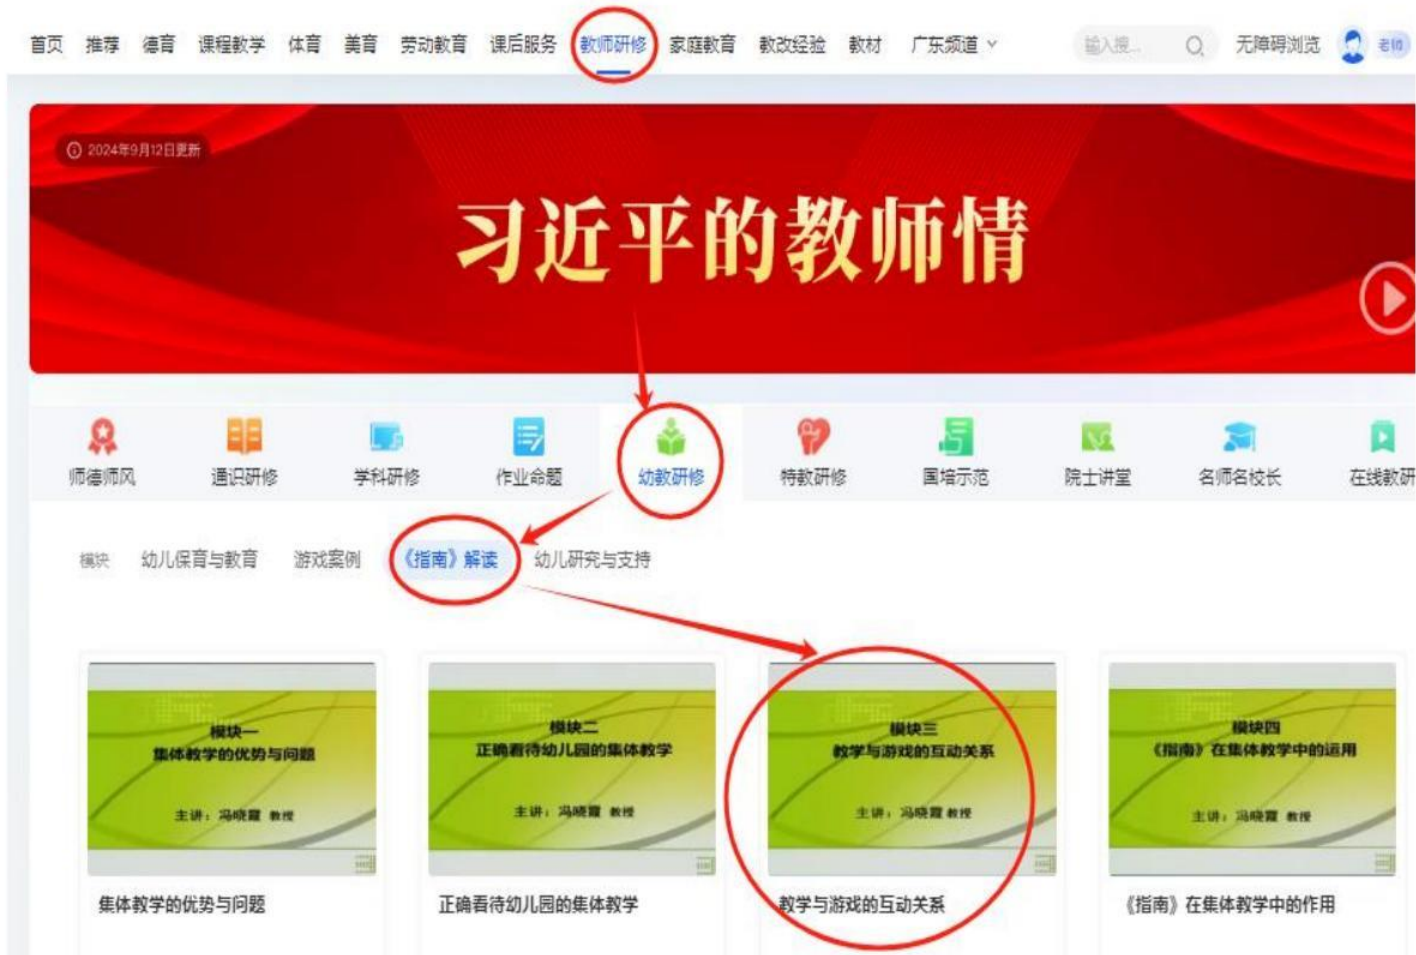 首页 推荐 德育 课程教学 体育 美育 劳动教育 课后服务 教师研修 家庭教育 教改经验 教材 广东频道 输入搜... 无障碍浏览 老师
2024年9月12日更新
习近平的教师情
师德师风 通识研修 学科研修 作业命题 幼教研修 特教研修 国培示范 院士讲堂 名师名校长 在线教研
模块 幼儿保育与教育 游戏案例 《指南》解读 幼儿研究与支持
模块一
集体教学的优势与问题
主讲：冯晓霞 教授
模块二
正确看待幼儿园的集体教学
主讲：冯晓霞 教授
模块三
教学与游戏的互动关系
主讲：冯晓霞 教授
模块四
《指南》在集体教学中的运用
主讲：冯晓霞 教授
集体教学的优势与问题
正确看待幼儿园的集体教学
教学与游戏的互动关系
《指南》在集体教学中的作用